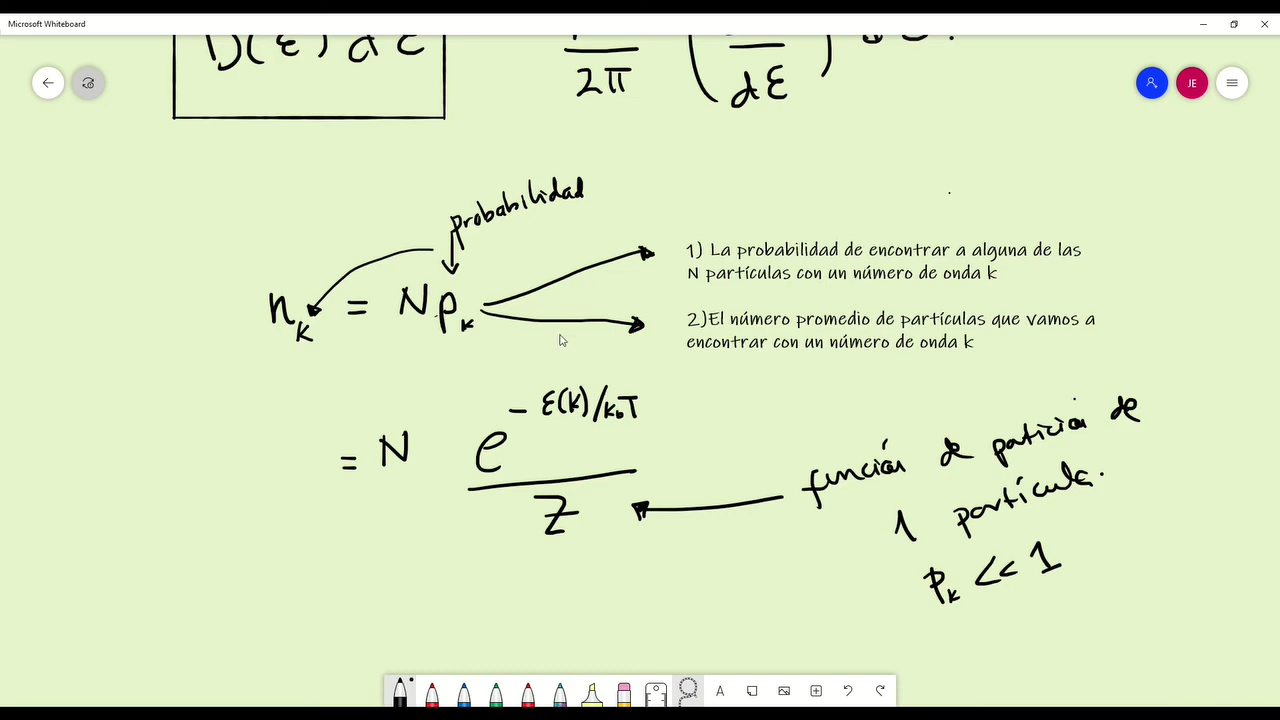 Microsoft Whiteboard
D(ε) dε
2π
dε
JE
probabilidad
n_k = N p_k
1) La probabilidad de encontrar a alguna de las
N partículas con un número de onda k
2)El número promedio de partículas que vamos a
encontrar con un número de onda k
= N e^{-ε(k)/k_bT} / Z
función de patición de
1 partícula.
p_k << 1